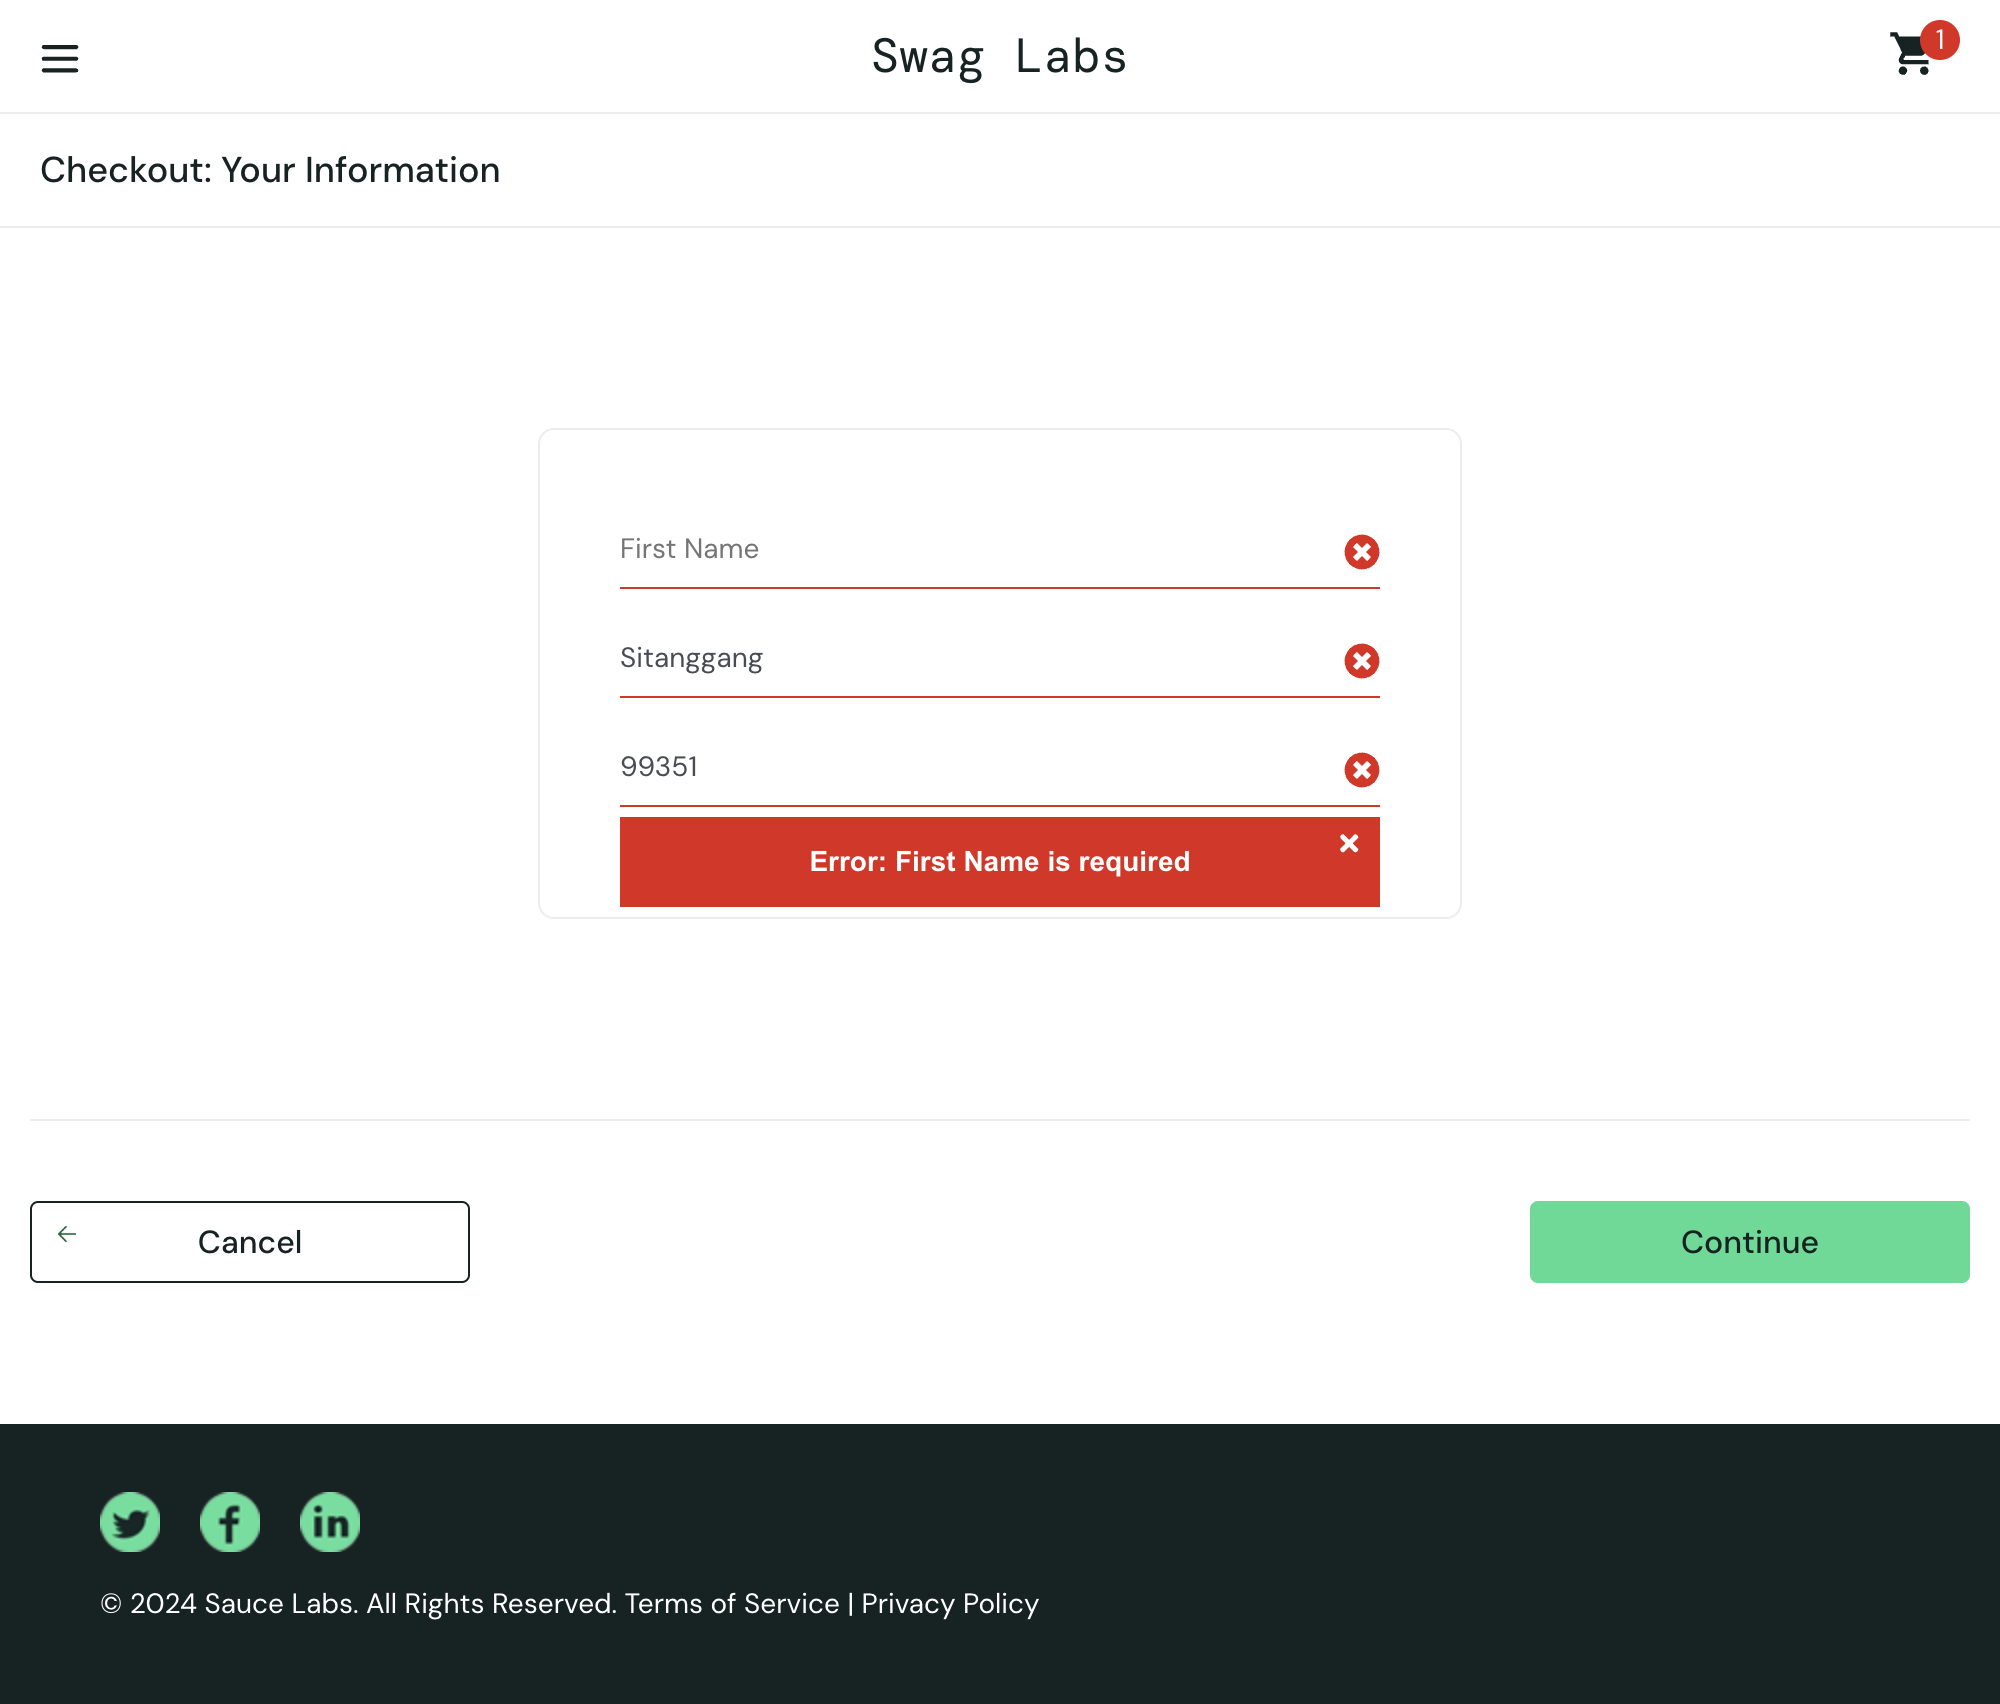 Swag Labs
1
Checkout: Your Information
First Name
Sitanggang
99351
Error: First Name is required
Cancel
Continue
© 2024 Sauce Labs. All Rights Reserved. Terms of Service | Privacy Policy